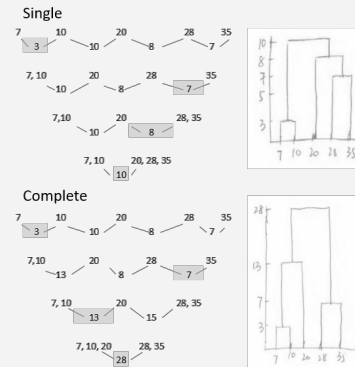 Single
7 10 20 28 35
3 10 8 7
7, 10 20 28 35
10 8 7
7,10 20 28, 35
10 8
7, 10 20, 28, 35
10
10
8
7
5
3
7 10 20 28 35
Complete
7 10 20 28 35
3 10 8 7
7,10 20 28 35
13 8 7
7, 10 20 28, 35
13 15
7, 10, 20 28, 35
28
28
13
7
3
7 10 20 28 35